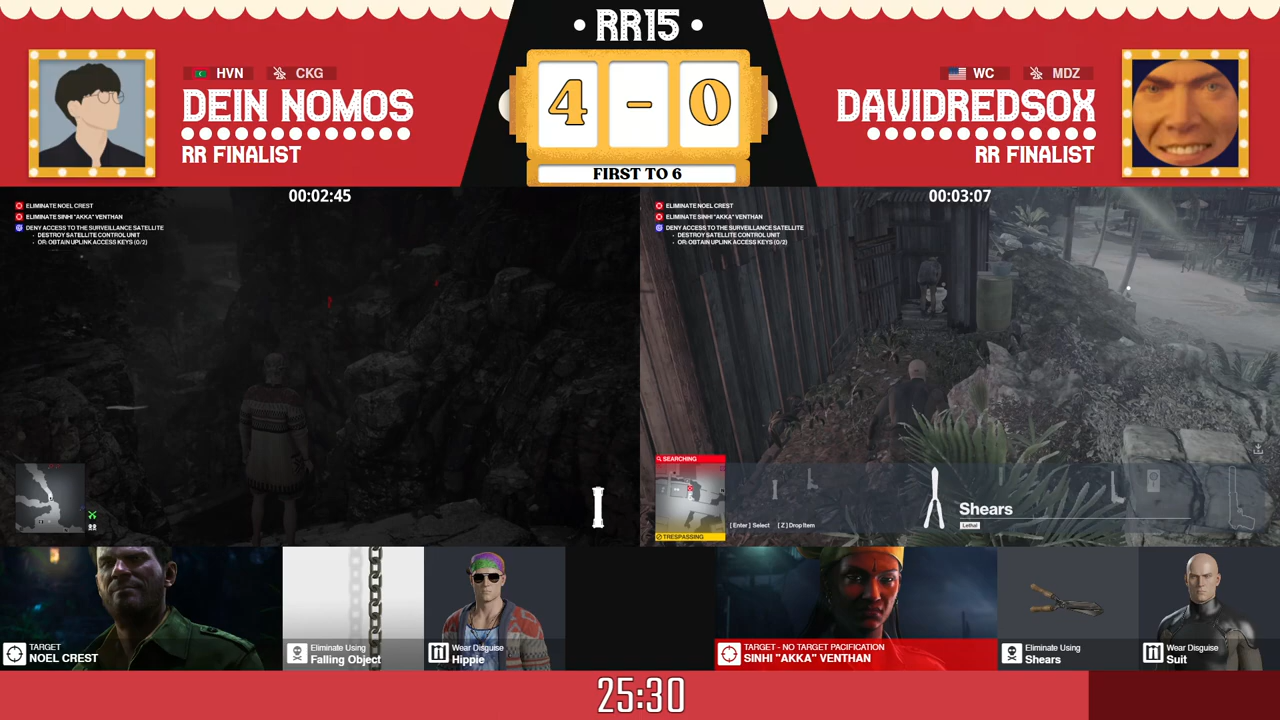 • RR15 •
HVN
CKG
DEIN NOMOS
RR FINALIST
4 - 0
FIRST TO 6
WC
MDZ
DAVIDREDSOX
RR FINALIST
00:02:45
ELIMINATE NOEL CREST
ELIMINATE SINHI "AKKA" VENTHAN
DENY ACCESS TO THE SURVEILLANCE SATELLITE
- DESTROY SATELLITE CONTROL UNIT
- OR: OBTAIN UPLINK ACCESS KEYS (0/2)
00:03:07
ELIMINATE NOEL CREST
ELIMINATE SINHI "AKKA" VENTHAN
DENY ACCESS TO THE SURVEILLANCE SATELLITE
- DESTROY SATELLITE CONTROL UNIT
- OR: OBTAIN UPLINK ACCESS KEYS (0/2)
SEARCHING
TRESPASSING
[ Enter ] Select [ Z ] Drop Item
Shears
Lethal
TARGET
NOEL CREST
Eliminate Using
Falling Object
Wear Disguise
Hippie
TARGET - NO TARGET PACIFICATION
SINHI "AKKA" VENTHAN
Eliminate Using
Shears
Wear Disguise
Suit
25:30